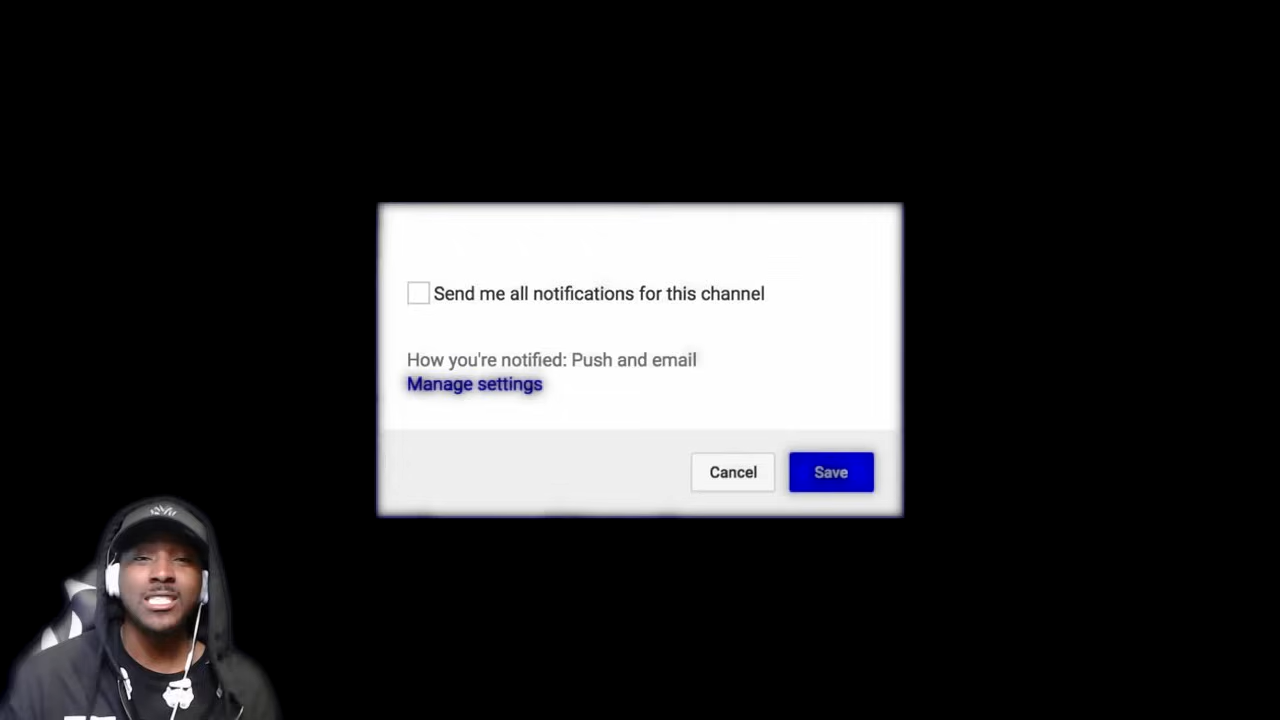 Send me all notifications for this channel
How you're notified: Push and email
Manage settings
Cancel
Save